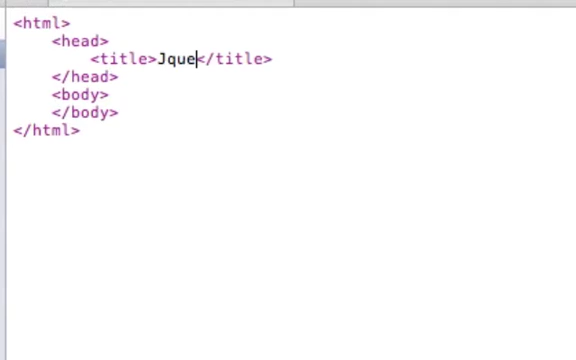 <html>
<head>
<title>Jque</title>
</head>
<body>
</body>
</html>